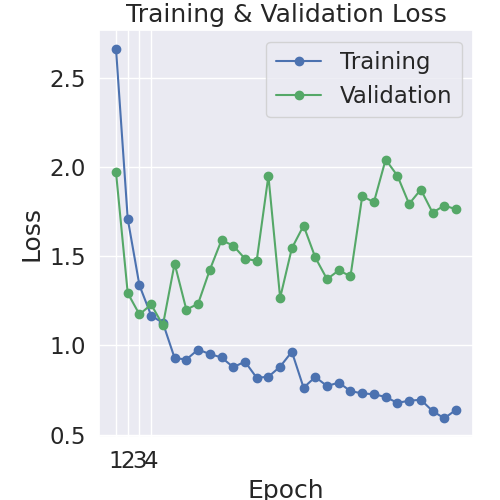 Training & Validation Loss
Training
Validation
2.5
2.0
1.5
1.0
0.5
Loss
1234
Epoch